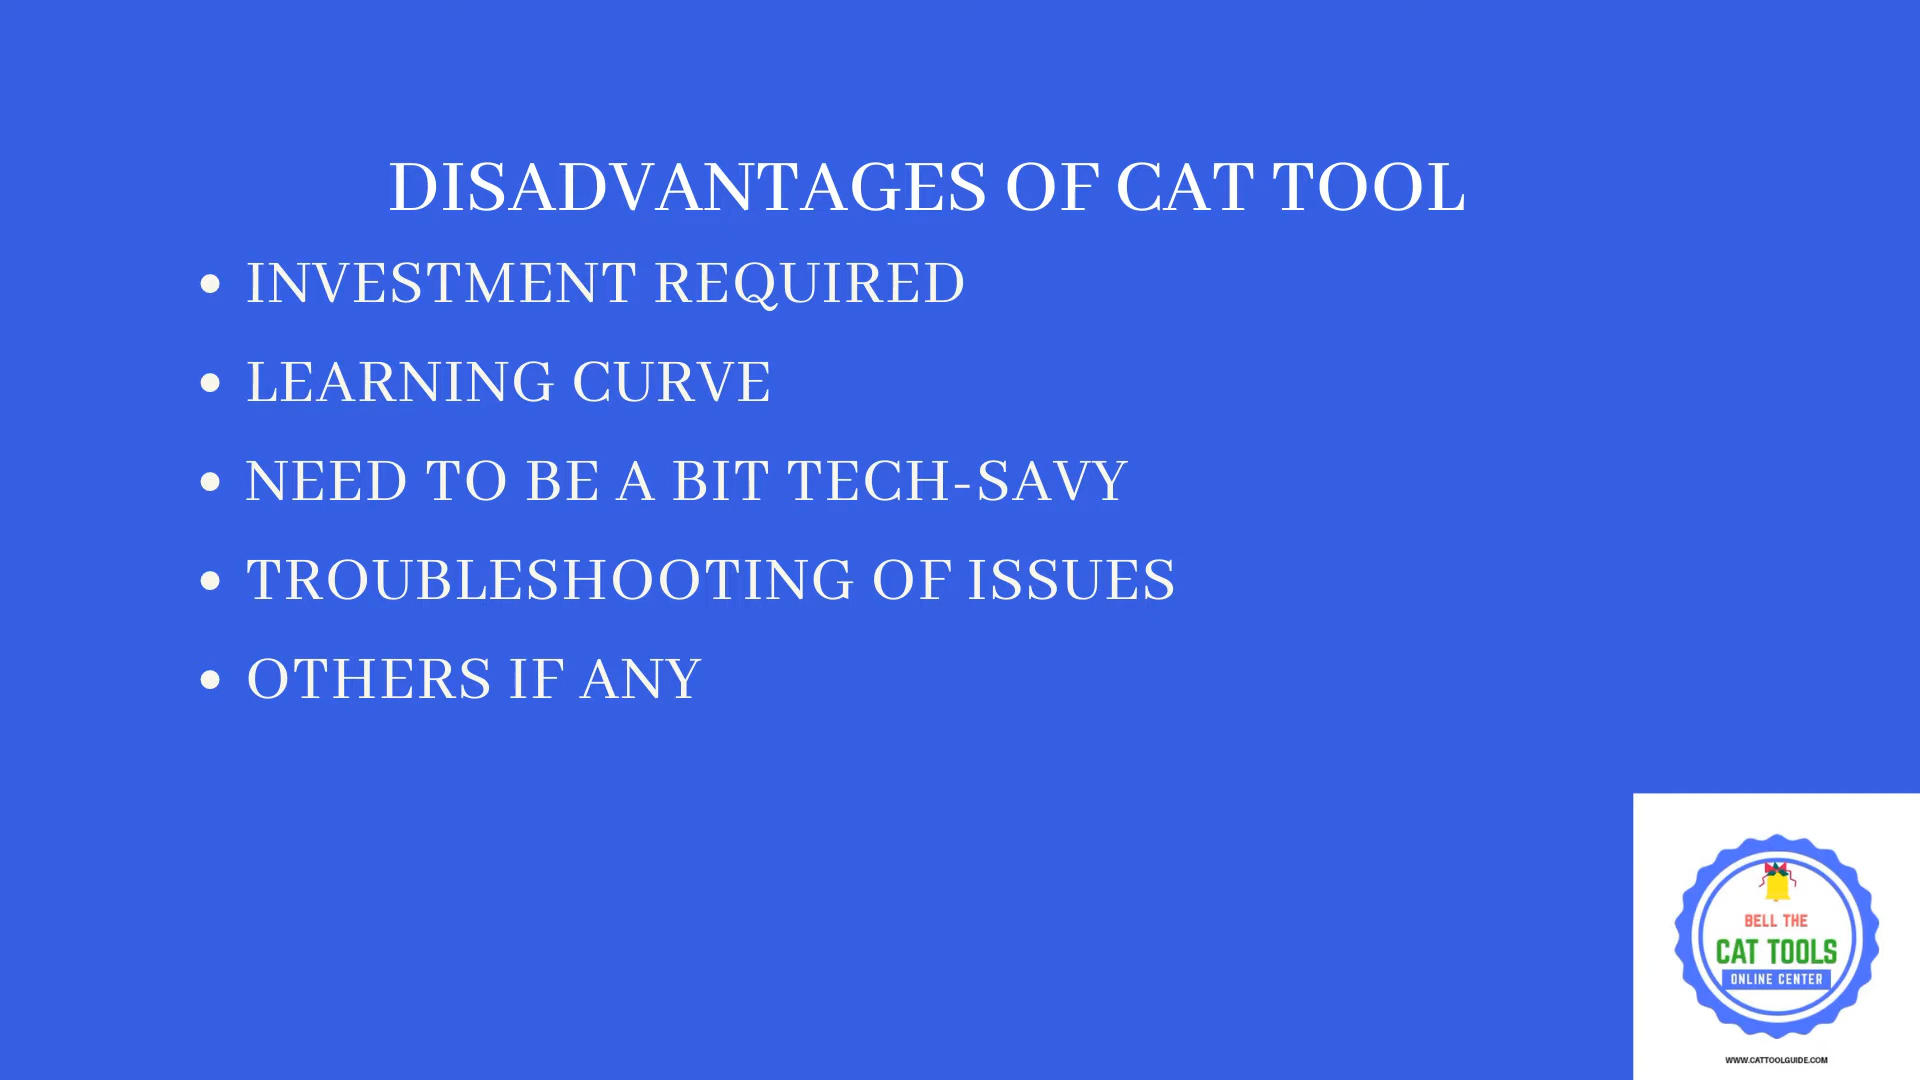 DISADVANTAGES OF CAT TOOL
• INVESTMENT REQUIRED
• LEARNING CURVE
• NEED TO BE A BIT TECH-SAVY
• TROUBLESHOOTING OF ISSUES
• OTHERS IF ANY
BELL THE
CAT TOOLS
ONLINE CENTER
WWW.CATTOOLGUIDE.COM